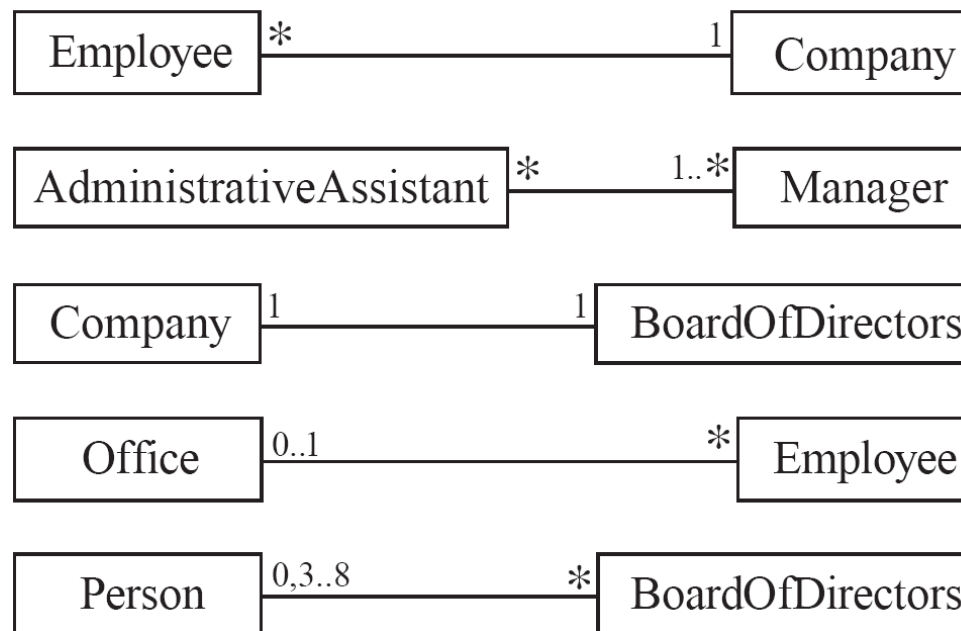 Employee * 1 Company
AdministrativeAssistant * 1..* Manager
Company 1 1 BoardOfDirectors
Office 0..1 * Employee
Person 0,3..8 * BoardOfDirectors